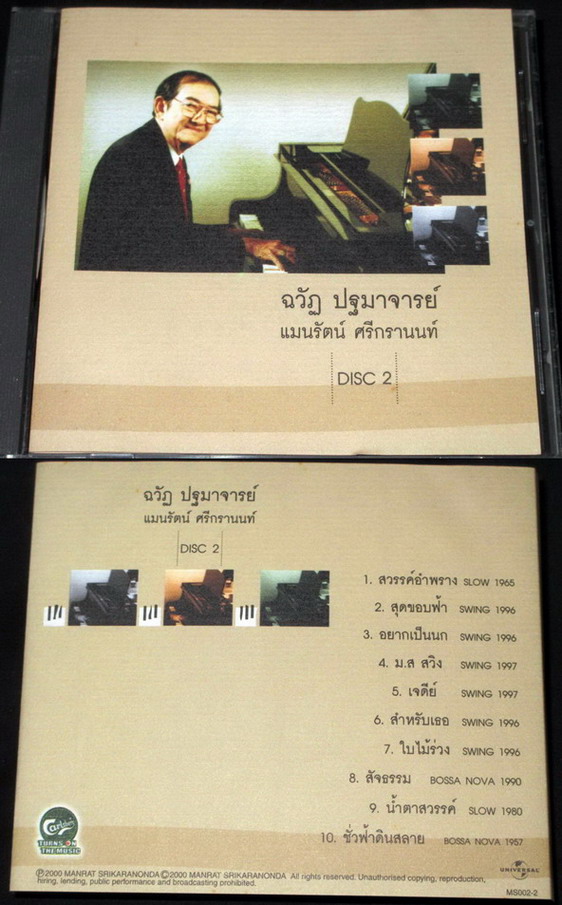 ฉวัฏ ปฐมาจารย์
แมนรัตน์ ศรีกรานนท์
DISC 2
ฉวัฏ ปฐมาจารย์
แมนรัตน์ ศรีกรานนท์
DISC 2
1. สวรรค์อำพราง SLOW 1965
2. สุดขอบฟ้า SWING 1996
3. อยากเป็นนก SWING 1996
4. ม.ส สวิง SWING 1997
5. เจดีย์ SWING 1997
6. สำหรับเธอ SWING 1996
7. ใบไม้ร่วง SWING 1996
8. สัจธรรม BOSSA NOVA 1990
9. น้ำตาสวรรค์ SLOW 1980
10. ชั่วฟ้าดินสลาย BOSSA NOVA 1957
Carlsberg
TURNS ON
THE MUSIC
UNIVERSAL
Ⓟ2000 MANRAT SRIKARANONDA ©2000 MANRAT SRIKARANONDA All rights reserved. Unauthorised copying, reproduction,
hiring, lending, public performance and broadcasting prohibited.
MS002-2